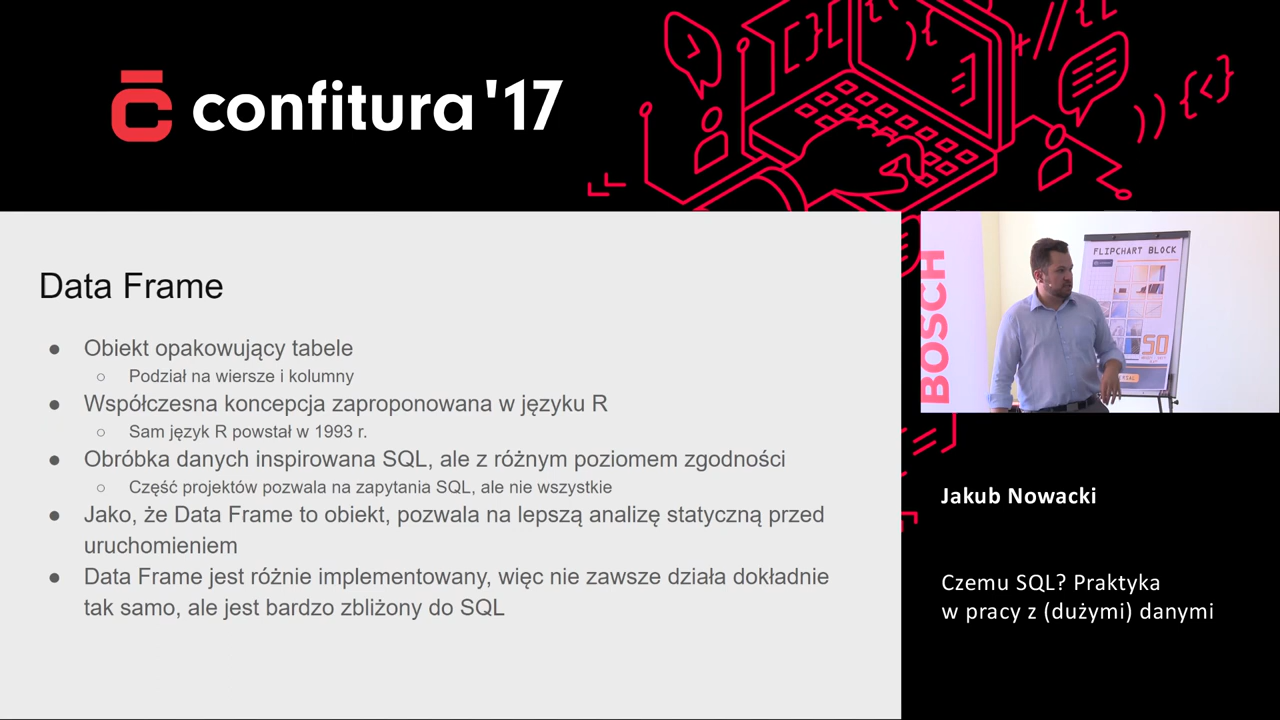 confitura '17
Data Frame
● Obiekt opakowujący tabele
○ Podział na wiersze i kolumny
● Współczesna koncepcja zaproponowana w języku R
○ Sam język R powstał w 1993 r.
● Obróbka danych inspirowana SQL, ale z różnym poziomem zgodności
○ Część projektów pozwala na zapytania SQL, ale nie wszystkie
● Jako, że Data Frame to obiekt, pozwala na lepszą analizę statyczną przed
uruchomieniem
● Data Frame jest różnie implementowany, więc nie zawsze działa dokładnie
tak samo, ale jest bardzo zbliżony do SQL
BOSCH
FLIPCHART BLOCK
50
Jakub Nowacki
Czemu SQL? Praktyka
w pracy z (dużymi) danymi